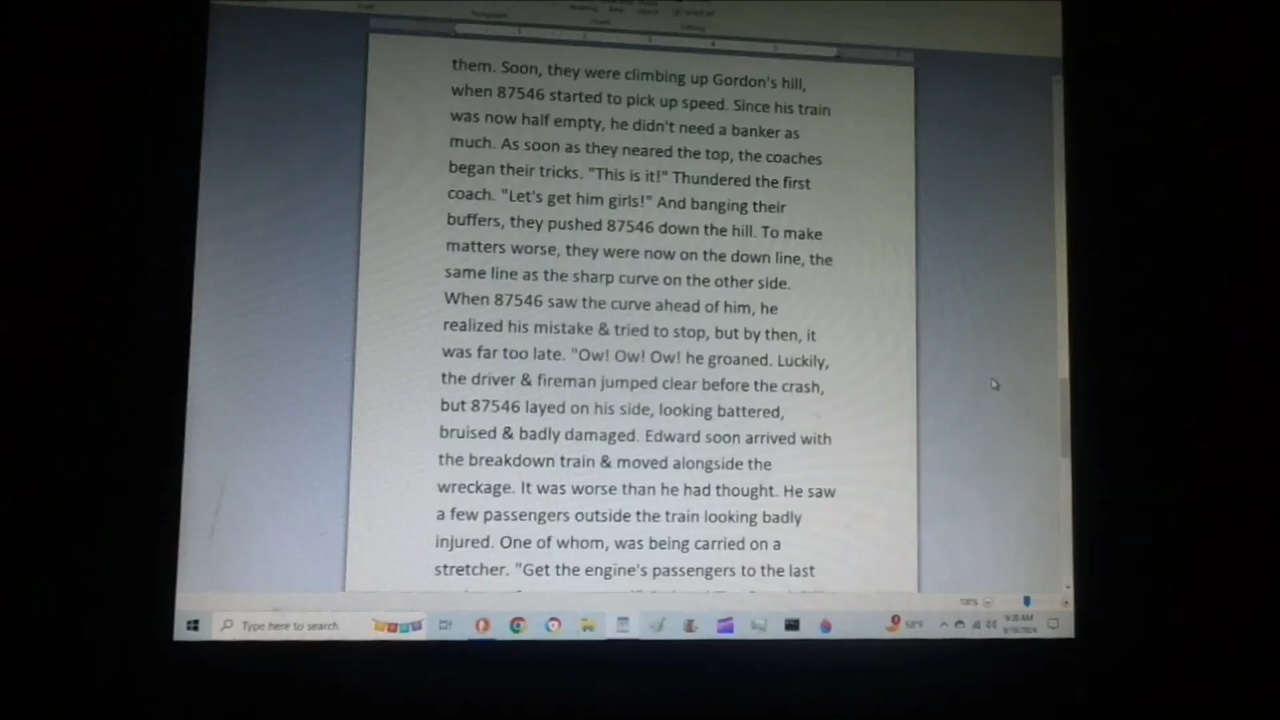 Paragraph
Editing
them. Soon, they were climbing up Gordon's hill,
when 87546 started to pick up speed. Since his train
was now half empty, he didn't need a banker as
much. As soon as they neared the top, the coaches
began their tricks. "This is it!" Thundered the first
coach. "Let's get him girls!" And banging their
buffers, they pushed 87546 down the hill. To make
matters worse, they were now on the down line, the
same line as the sharp curve on the other side.
When 87546 saw the curve ahead of him, he
realized his mistake & tried to stop, but by then, it
was far too late. "Ow! Ow! Ow! he groaned. Luckily,
the driver & fireman jumped clear before the crash,
but 87546 layed on his side, looking battered,
bruised & badly damaged. Edward soon arrived with
the breakdown train & moved alongside the
wreckage. It was worse than he had thought. He saw
a few passengers outside the train looking badly
injured. One of whom, was being carried on a
stretcher. "Get the engine's passengers to the last
100%
Type here to search